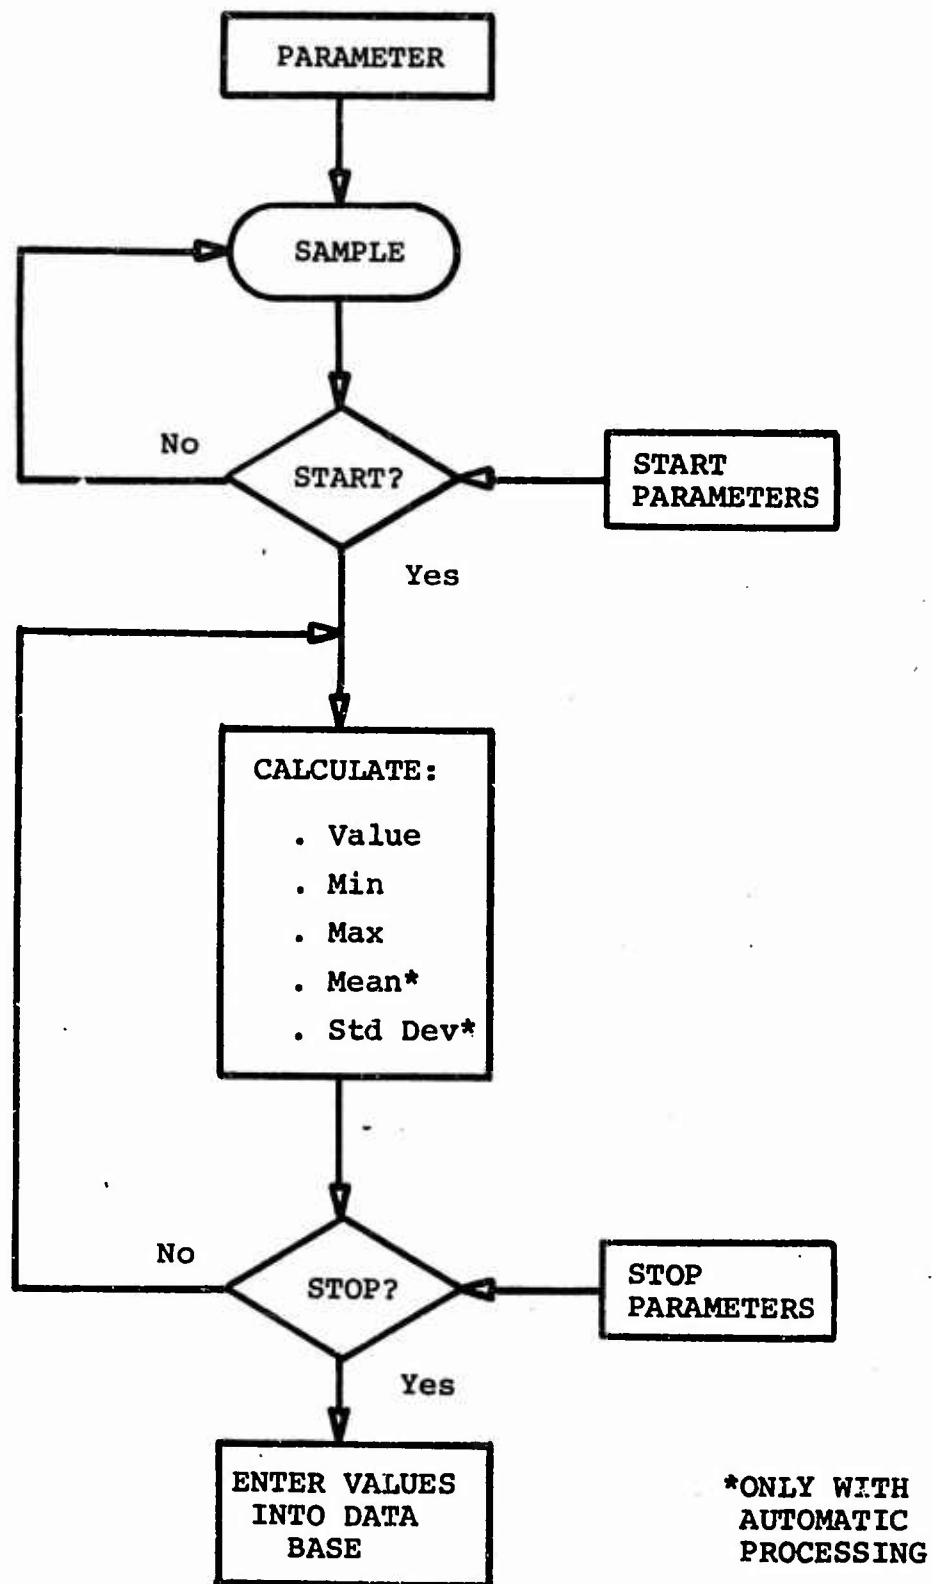 PARAMETER
SAMPLE
No
START?
START
PARAMETERS
Yes
CALCULATE:
. Value
. Min
. Max
. Mean*
. Std Dev*
No
STOP?
STOP
PARAMETERS
Yes
ENTER VALUES
INTO DATA
BASE
*ONLY WITH
AUTOMATIC
PROCESSING